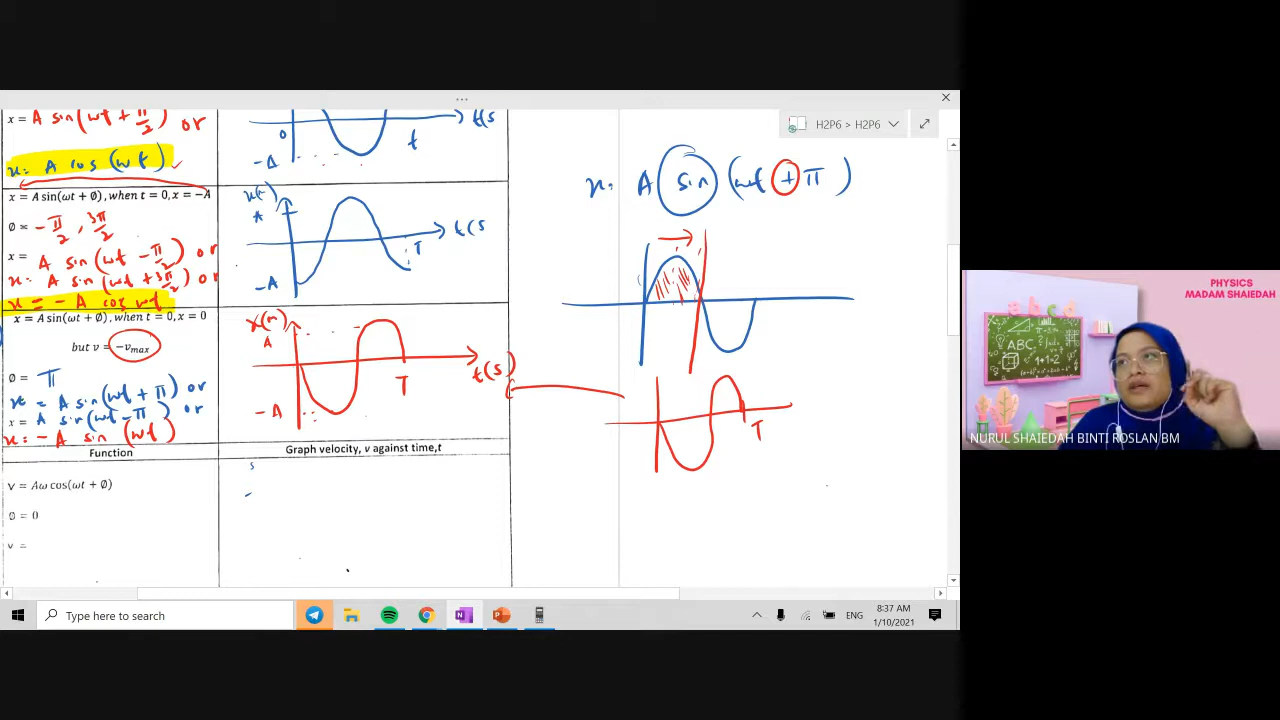 H2P6 > H2P6
x = A sin(ωt + π/2) or
x = A cos (ωt)
x = A sin(ωt + ∅), when t = 0, x = −A
∅ = −π/2 , 3π/2
x = A sin (ωt − π/2) or
x = A sin (ωt + 3π/2) or
x = − A cos ωt
x = A sin(ωt + ∅), when t = 0, x = 0
but v = −vmax
∅ = π
x = A sin (ωt + π) or
x = A sin (ωt − π) or
x = − A sin (ωt)
Function
v = Aω cos(ωt + ∅)
∅ = 0
v =
0
−A
t
t(s
x(m)
A
−A
T
t(s
x(m)
A
−A
T
t(s)
Graph velocity, v against time,t
x = A sin (ωt + π)
T
PHYSICS
MADAM SHAIEDAH
ABC
NURUL SHAIEDAH BINTI ROSLAN BM
Type here to search
ENG
8:37 AM
1/10/2021